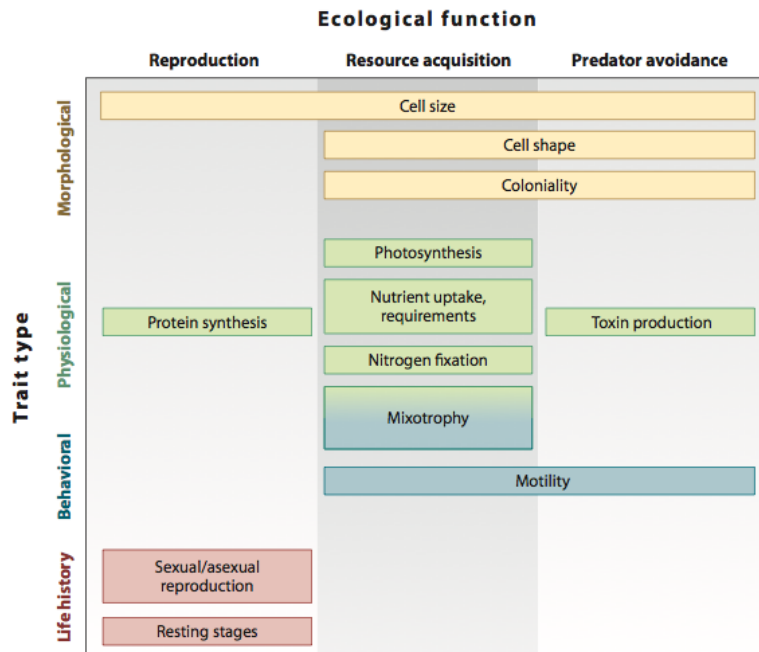 Ecological function
Reproduction
Resource acquisition
Predator avoidance
Trait type
Morphological
Cell size
Cell shape
Coloniality
Physiological
Photosynthesis
Nutrient uptake,
requirements
Protein synthesis
Toxin production
Nitrogen fixation
Mixotrophy
Behavioral
Motility
Life history
Sexual/asexual
reproduction
Resting stages